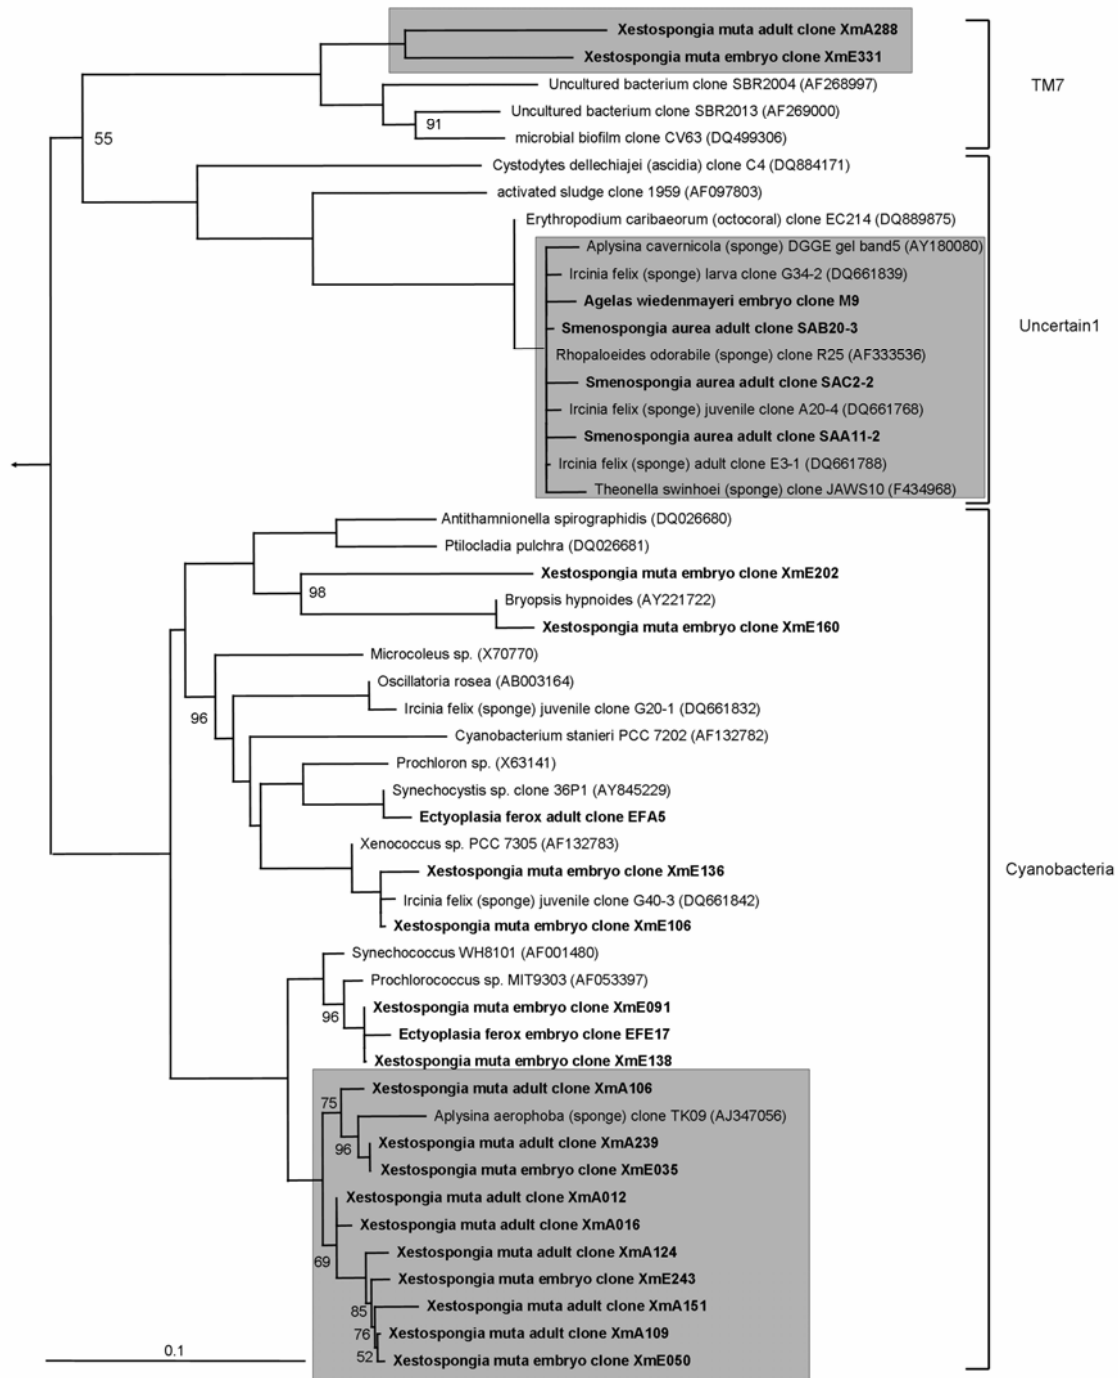 Xestospongia muta adult clone XmA288
Xestospongia muta embryo clone XmE331
Uncultured bacterium clone SBR2004 (AF268997)
TM7
Uncultured bacterium clone SBR2013 (AF269000)
91
55
microbial biofilm clone CV63 (DQ499306)
Cystodytes dellechiajei (ascidia) clone C4 (DQ884171)
activated sludge clone 1959 (AF097803)
Erythropodium caribaeorum (octocoral) clone EC214 (DQ889875)
Aplysina cavernicola (sponge) DGGE gel band5 (AY180080)
Ircinia felix (sponge) larva clone G34-2 (DQ661839)
Agelas wiedenmayeri embryo clone M9
Smenospongia aurea adult clone SAB20-3
Uncertain1
Rhopaloeides odorabile (sponge) clone R25 (AF333536)
Smenospongia aurea adult clone SAC2-2
Ircinia felix (sponge) juvenile clone A20-4 (DQ661768)
Smenospongia aurea adult clone SAA11-2
Ircinia felix (sponge) adult clone E3-1 (DQ661788)
Theonella swinhoei (sponge) clone JAWS10 (F434968)
Antithamnionella spirographidis (DQ026680)
Ptilocladia pulchra (DQ026681)
Xestospongia muta embryo clone XmE202
98
Bryopsis hypnoides (AY221722)
Xestospongia muta embryo clone XmE160
Microcoleus sp. (X70770)
Oscillatoria rosea (AB003164)
96
Ircinia felix (sponge) juvenile clone G20-1 (DQ661832)
Cyanobacterium stanieri PCC 7202 (AF132782)
Prochloron sp. (X63141)
Synechocystis sp. clone 36P1 (AY845229)
Ectyoplasia ferox adult clone EFA5
Xenococcus sp. PCC 7305 (AF132783)
Xestospongia muta embryo clone XmE136
Cyanobacteria
Ircinia felix (sponge) juvenile clone G40-3 (DQ661842)
Xestospongia muta embryo clone XmE106
Synechococcus WH8101 (AF001480)
Prochlorococcus sp. MIT9303 (AF053397)
Xestospongia muta embryo clone XmE091
96
Ectyoplasia ferox embryo clone EFE17
Xestospongia muta embryo clone XmE138
Xestospongia muta adult clone XmA106
75
Aplysina aerophoba (sponge) clone TK09 (AJ347056)
Xestospongia muta adult clone XmA239
96
Xestospongia muta embryo clone XmE035
Xestospongia muta adult clone XmA012
Xestospongia muta adult clone XmA016
Xestospongia muta adult clone XmA124
69
Xestospongia muta embryo clone XmE243
Xestospongia muta adult clone XmA151
85
Xestospongia muta adult clone XmA109
76
0.1
52
Xestospongia muta embryo clone XmE050